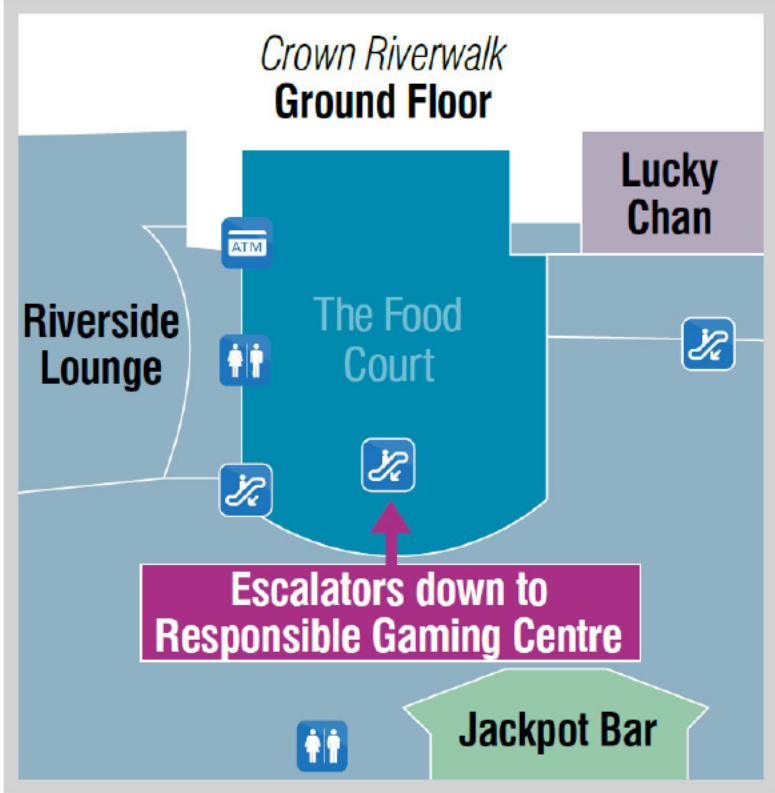 Crown Riverwalk
Ground Floor
Lucky
Chan
ATM
Riverside
Lounge
The Food
Court
Escalators down to
Responsible Gaming Centre
Jackpot Bar